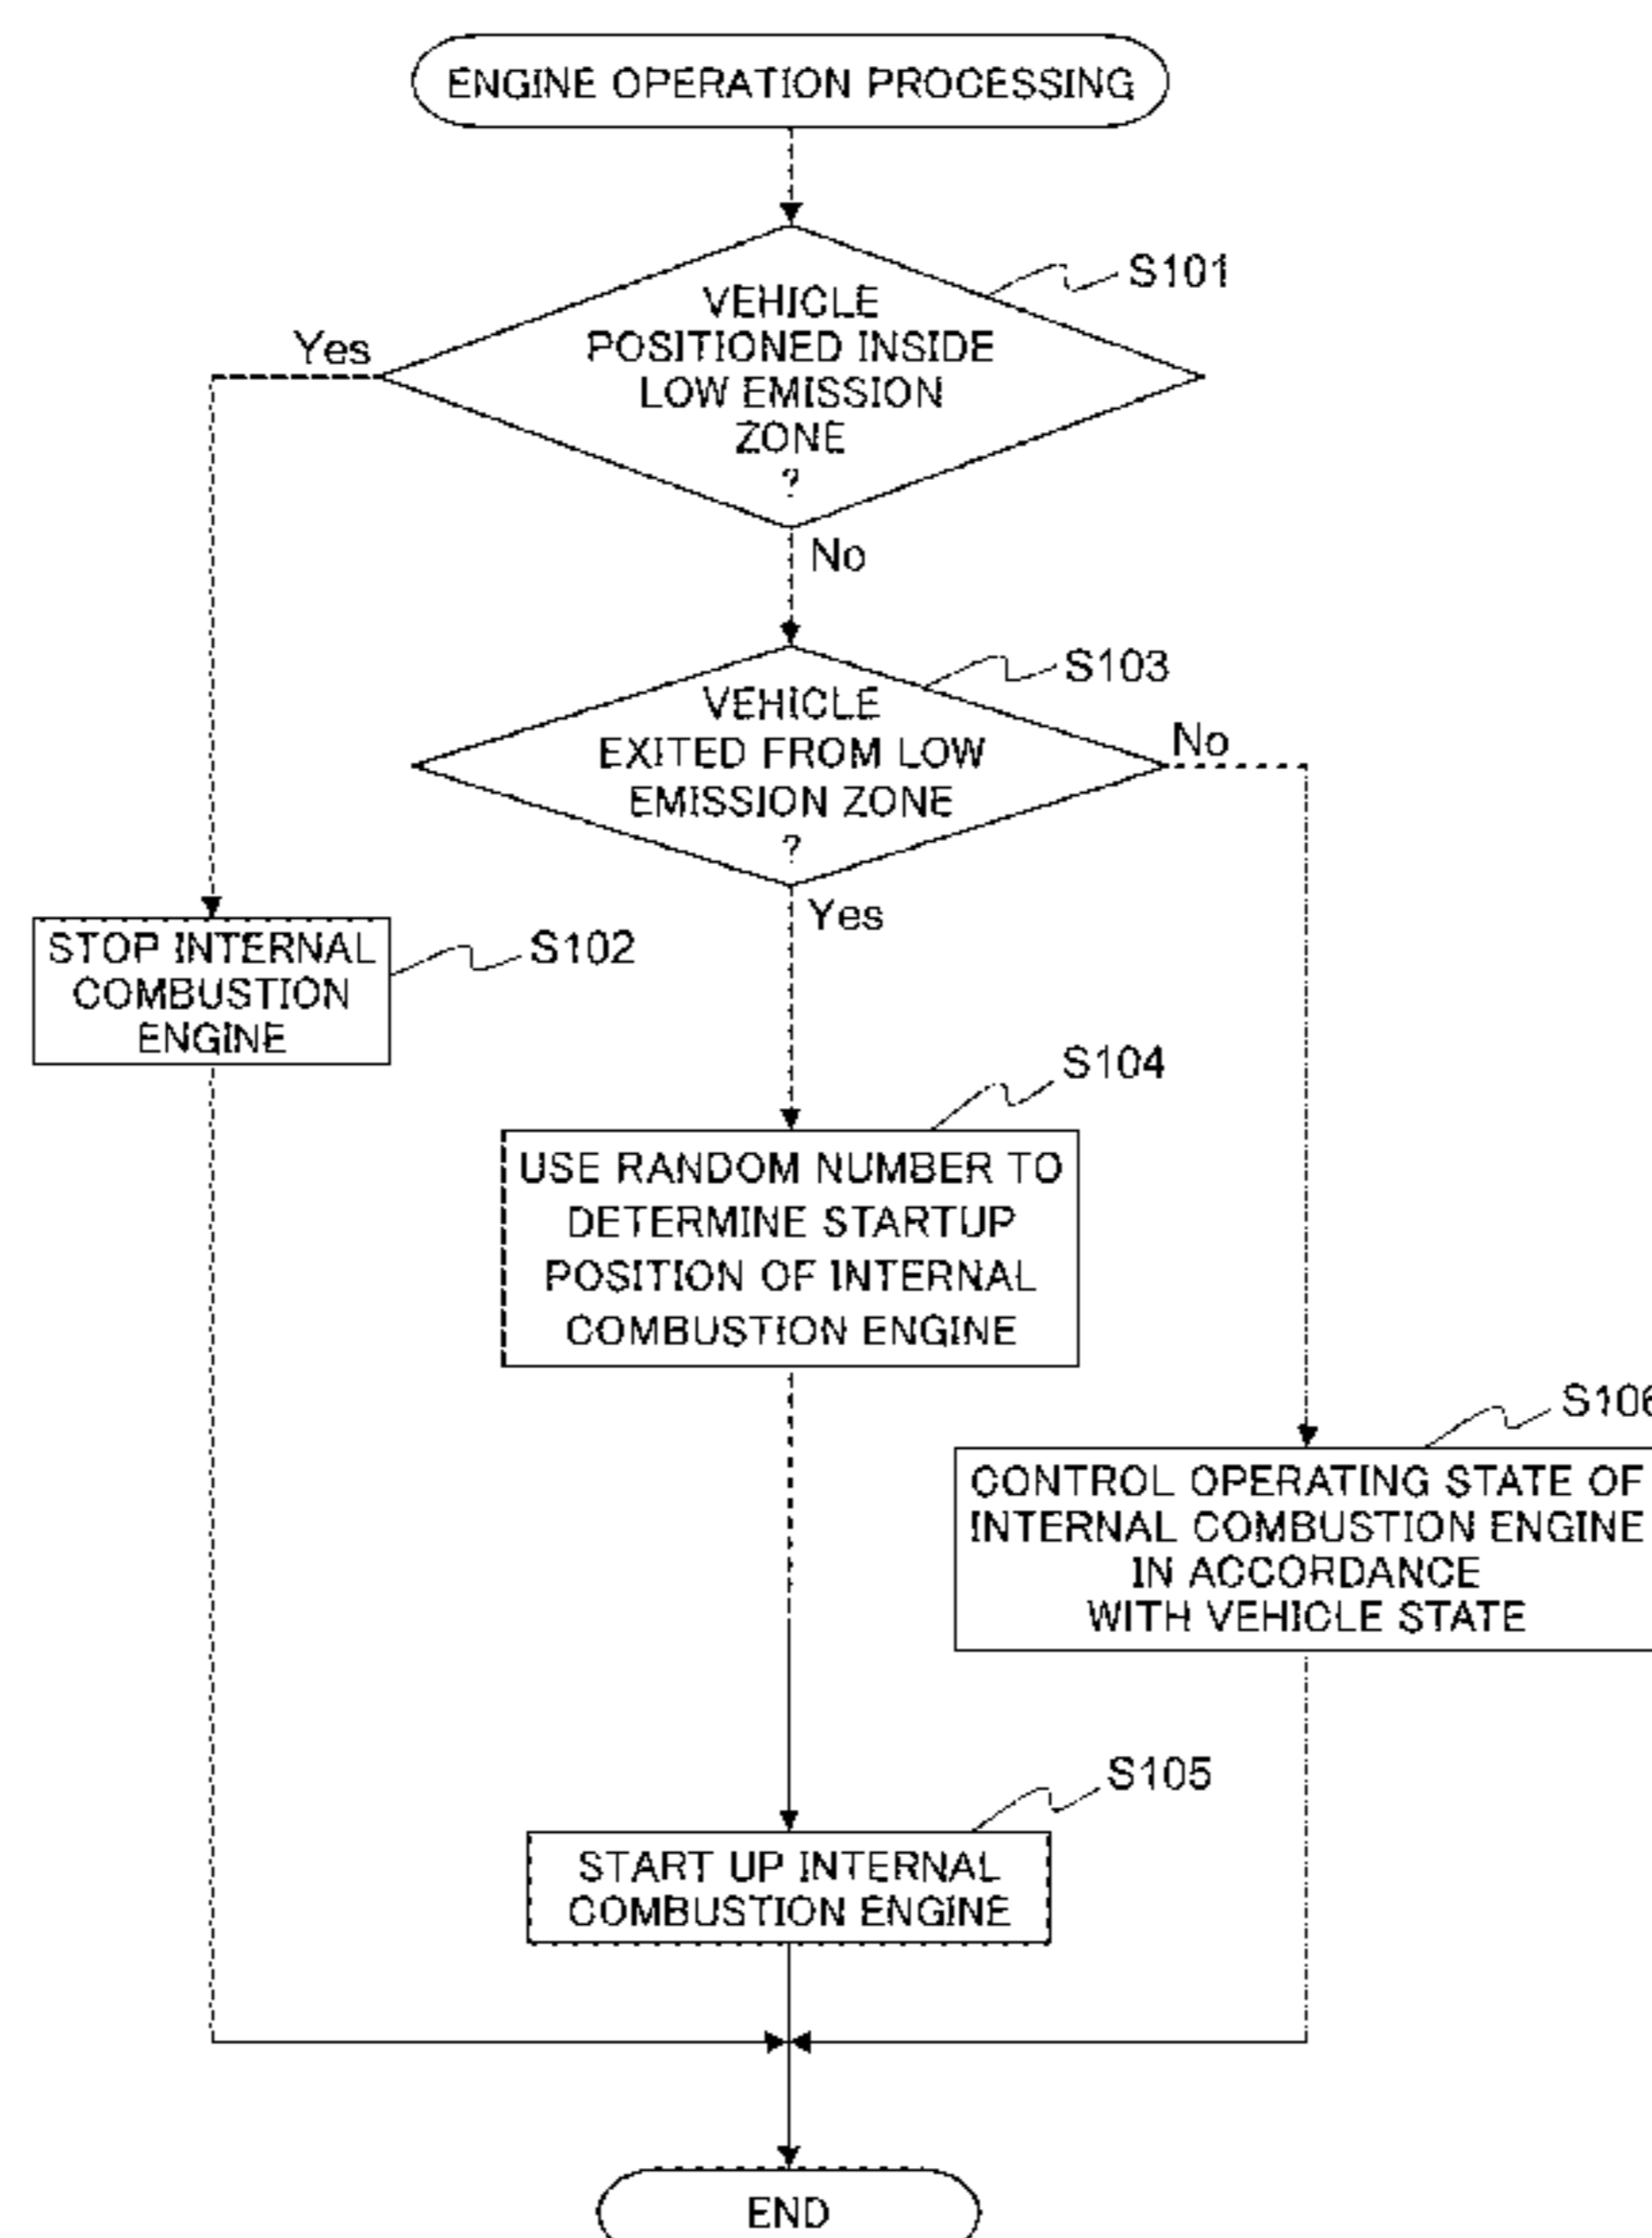 ENGINE OPERATION PROCESSING
S101
VEHICLE
POSITIONED INSIDE
LOW EMISSION
ZONE
?
Yes
No
S103
VEHICLE
EXITED FROM LOW
EMISSION ZONE
?
No
Yes
STOP INTERNAL
COMBUSTION
ENGINE
S102
S104
USE RANDOM NUMBER TO
DETERMINE STARTUP
POSITION OF INTERNAL
COMBUSTION ENGINE
S106
CONTROL OPERATING STATE OF
INTERNAL COMBUSTION ENGINE
IN ACCORDANCE
WITH VEHICLE STATE
S105
START UP INTERNAL
COMBUSTION ENGINE
END